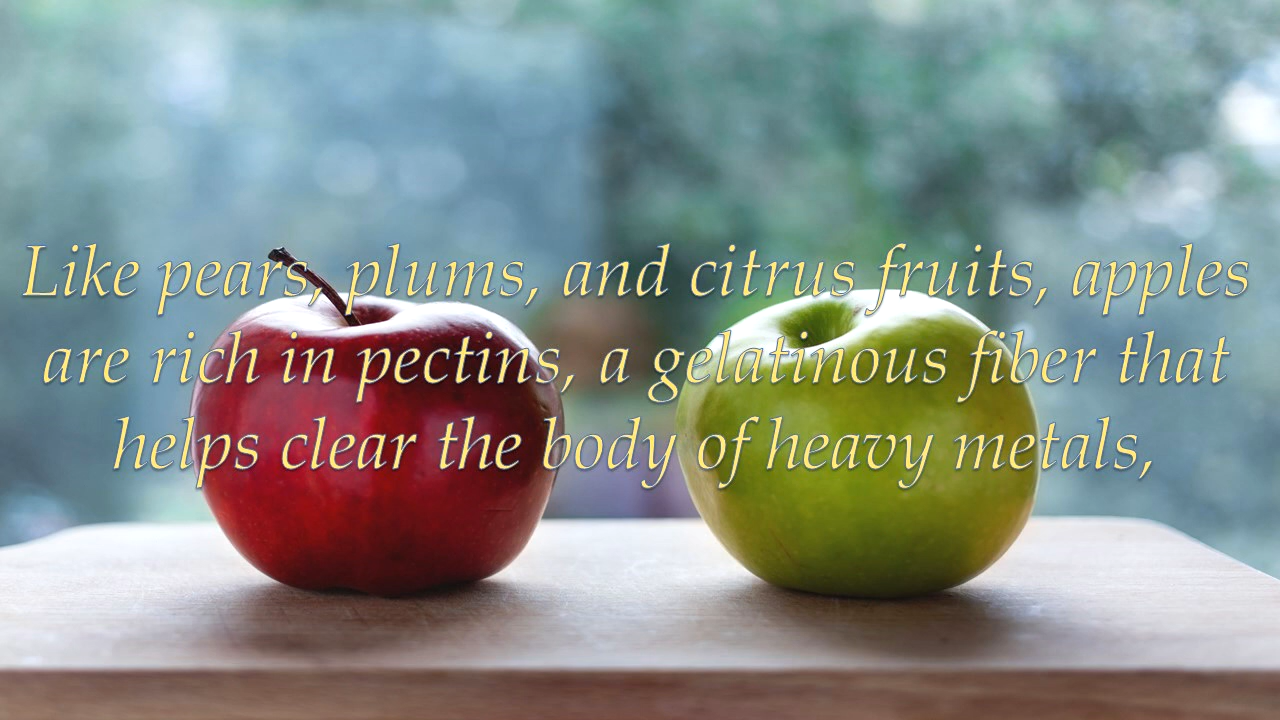 Like pears, plums, and citrus fruits, apples
are rich in pectins, a gelatinous fiber that
helps clear the body of heavy metals,